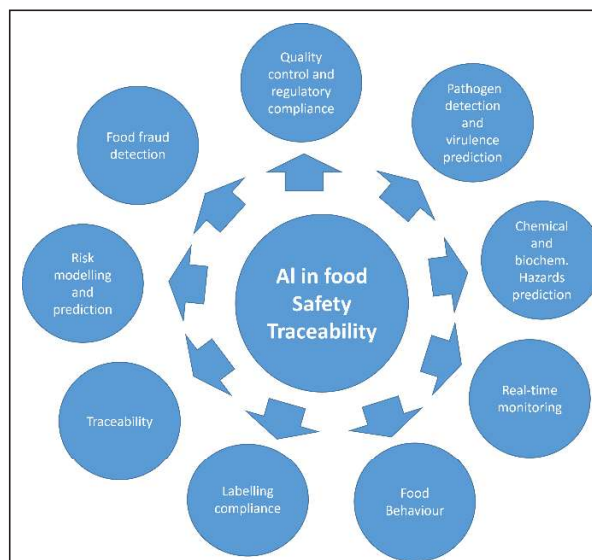 Quality
control and
regulatory
compliance
Pathogen
detection
and
virulence
prediction
Chemical
and
biochem.
Hazards
prediction
Real-time
monitoring
Food
Behaviour
Labelling
compliance
Traceability
Risk
modelling
and
prediction
Food fraud
detection
AI in food
Safety
Traceability